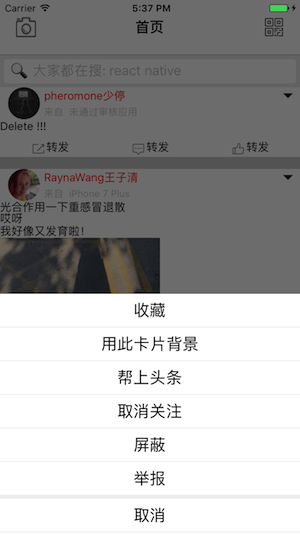 Carrier 5:37 PM
首页
大家都在搜: react native
pheromone少停
来自 未通过审核应用
Delete !!!
转发 转发 转发
RaynaWang王子清
来自 iPhone 7 Plus
光合作用一下重感冒退散
哎呀
我好像又发育啦!
收藏
用此卡片背景
帮上头条
取消关注
屏蔽
举报
取消